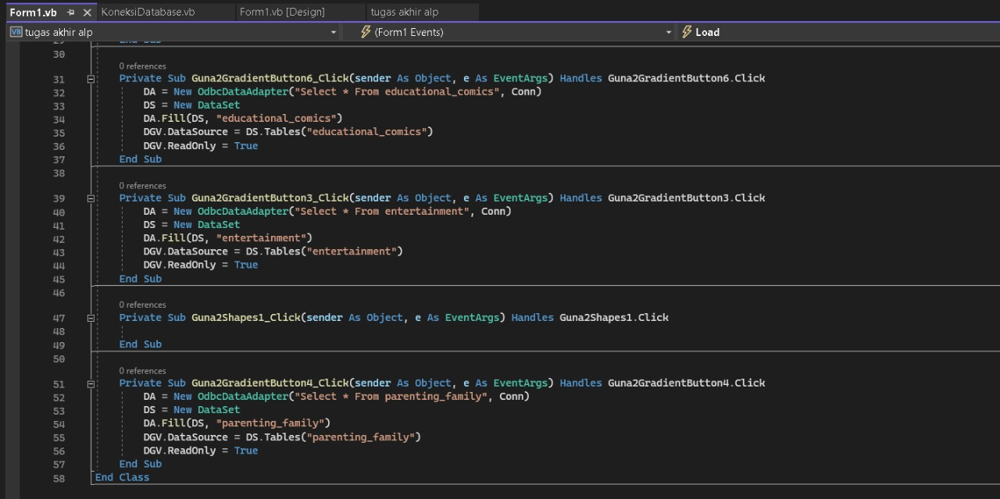 Form1.vb KoneksiDatabase.vb Form1.vb [Design] tugas akhir alp
VB tugas akhir alp (Form1 Events) Load
29 End Sub
30
0 references
31 Private Sub Guna2GradientButton6_Click(sender As Object, e As EventArgs) Handles Guna2GradientButton6.Click
32 DA = New OdbcDataAdapter("Select * From educational_comics", Conn)
33 DS = New DataSet
34 DA.Fill(DS, "educational_comics")
35 DGV.DataSource = DS.Tables("educational_comics")
36 DGV.ReadOnly = True
37 End Sub
38
0 references
39 Private Sub Guna2GradientButton3_Click(sender As Object, e As EventArgs) Handles Guna2GradientButton3.Click
40 DA = New OdbcDataAdapter("Select * From entertainment", Conn)
41 DS = New DataSet
42 DA.Fill(DS, "entertainment")
43 DGV.DataSource = DS.Tables("entertainment")
44 DGV.ReadOnly = True
45 End Sub
46
0 references
47 Private Sub Guna2Shapes1_Click(sender As Object, e As EventArgs) Handles Guna2Shapes1.Click
48
49 End Sub
50
0 references
51 Private Sub Guna2GradientButton4_Click(sender As Object, e As EventArgs) Handles Guna2GradientButton4.Click
52 DA = New OdbcDataAdapter("Select * From parenting_family", Conn)
53 DS = New DataSet
54 DA.Fill(DS, "parenting_family")
55 DGV.DataSource = DS.Tables("parenting_family")
56 DGV.ReadOnly = True
57 End Sub
58 End Class